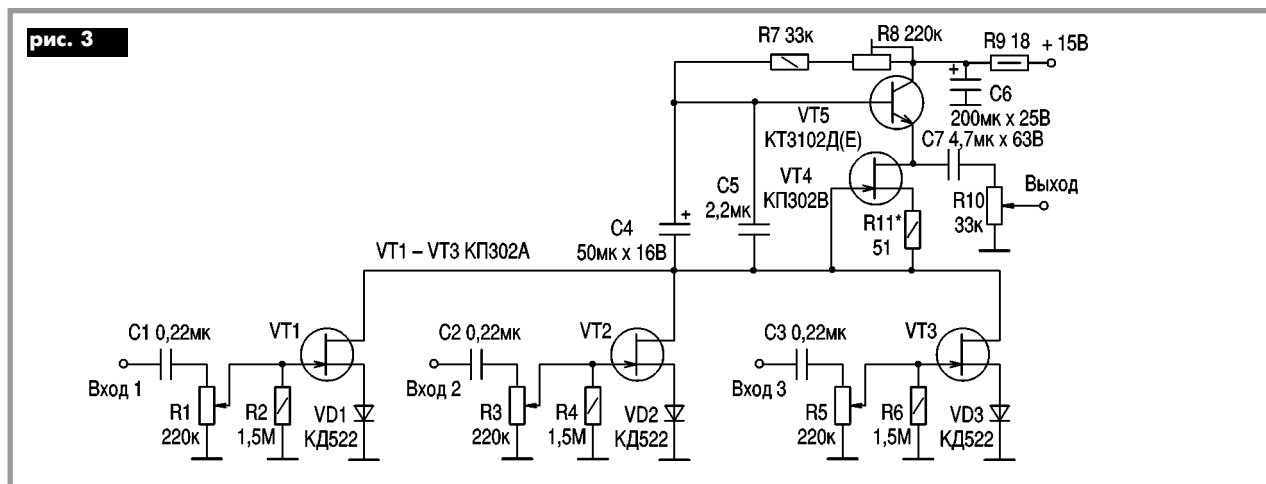 рис. 3
R7 33к
R8 220к
R9 18
+ 15В
+
C6
200мк х 25В
VT5
КТ3102Д(Е)
C7 4,7мк х 63В
VT4
КП302В
C5
2,2мк
Выход
R10
33к
R11*
51
+
C4
50мк х 16В
VT1 – VT3 КП302А
C1 0,22мк
VT1
C2 0,22мк
VT2
C3 0,22мк
VT3
Вход 1
R1
220к
R2
1,5М
VD1
КД522
Вход 2
R3
220к
R4
1,5М
VD2
КД522
Вход 3
R5
220к
R6
1,5М
VD3
КД522